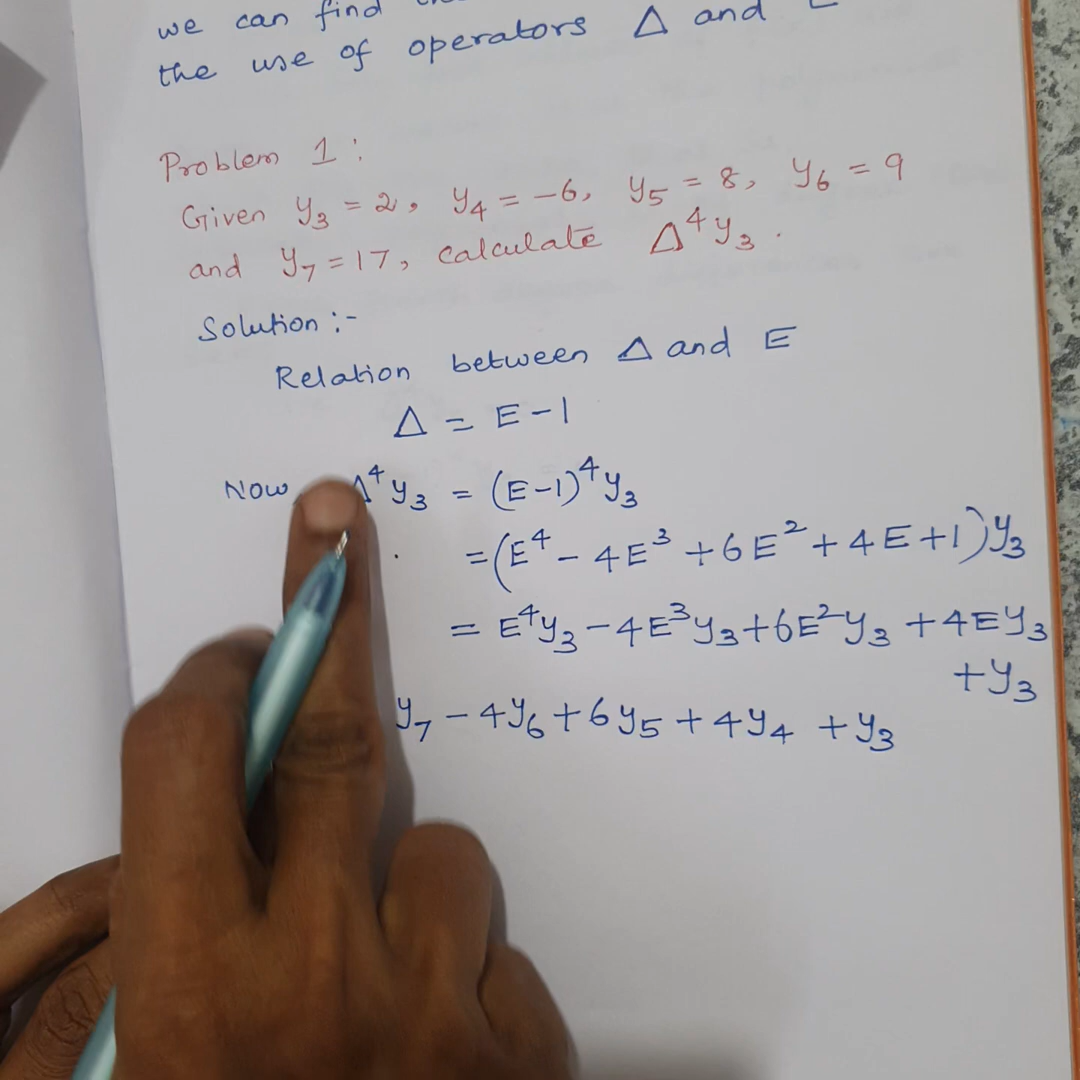 we can find
the use of operators Δ and
Problem 1 :
Given y₃ = 2, y₄ = -6, y₅ = 8, y₆ = 9
and y₇ = 17, calculate Δ⁴y₃.
Solution :-
Relation between Δ and E
Δ = E - 1
Now, Δ⁴y₃ = (E-1)⁴y₃
= (E⁴ - 4E³ + 6E² + 4E + 1)y₃
= E⁴y₃ - 4E³y₃ + 6E²y₃ + 4Ey₃
+ y₃
y₇ - 4y₆ + 6y₅ + 4y₄ + y₃